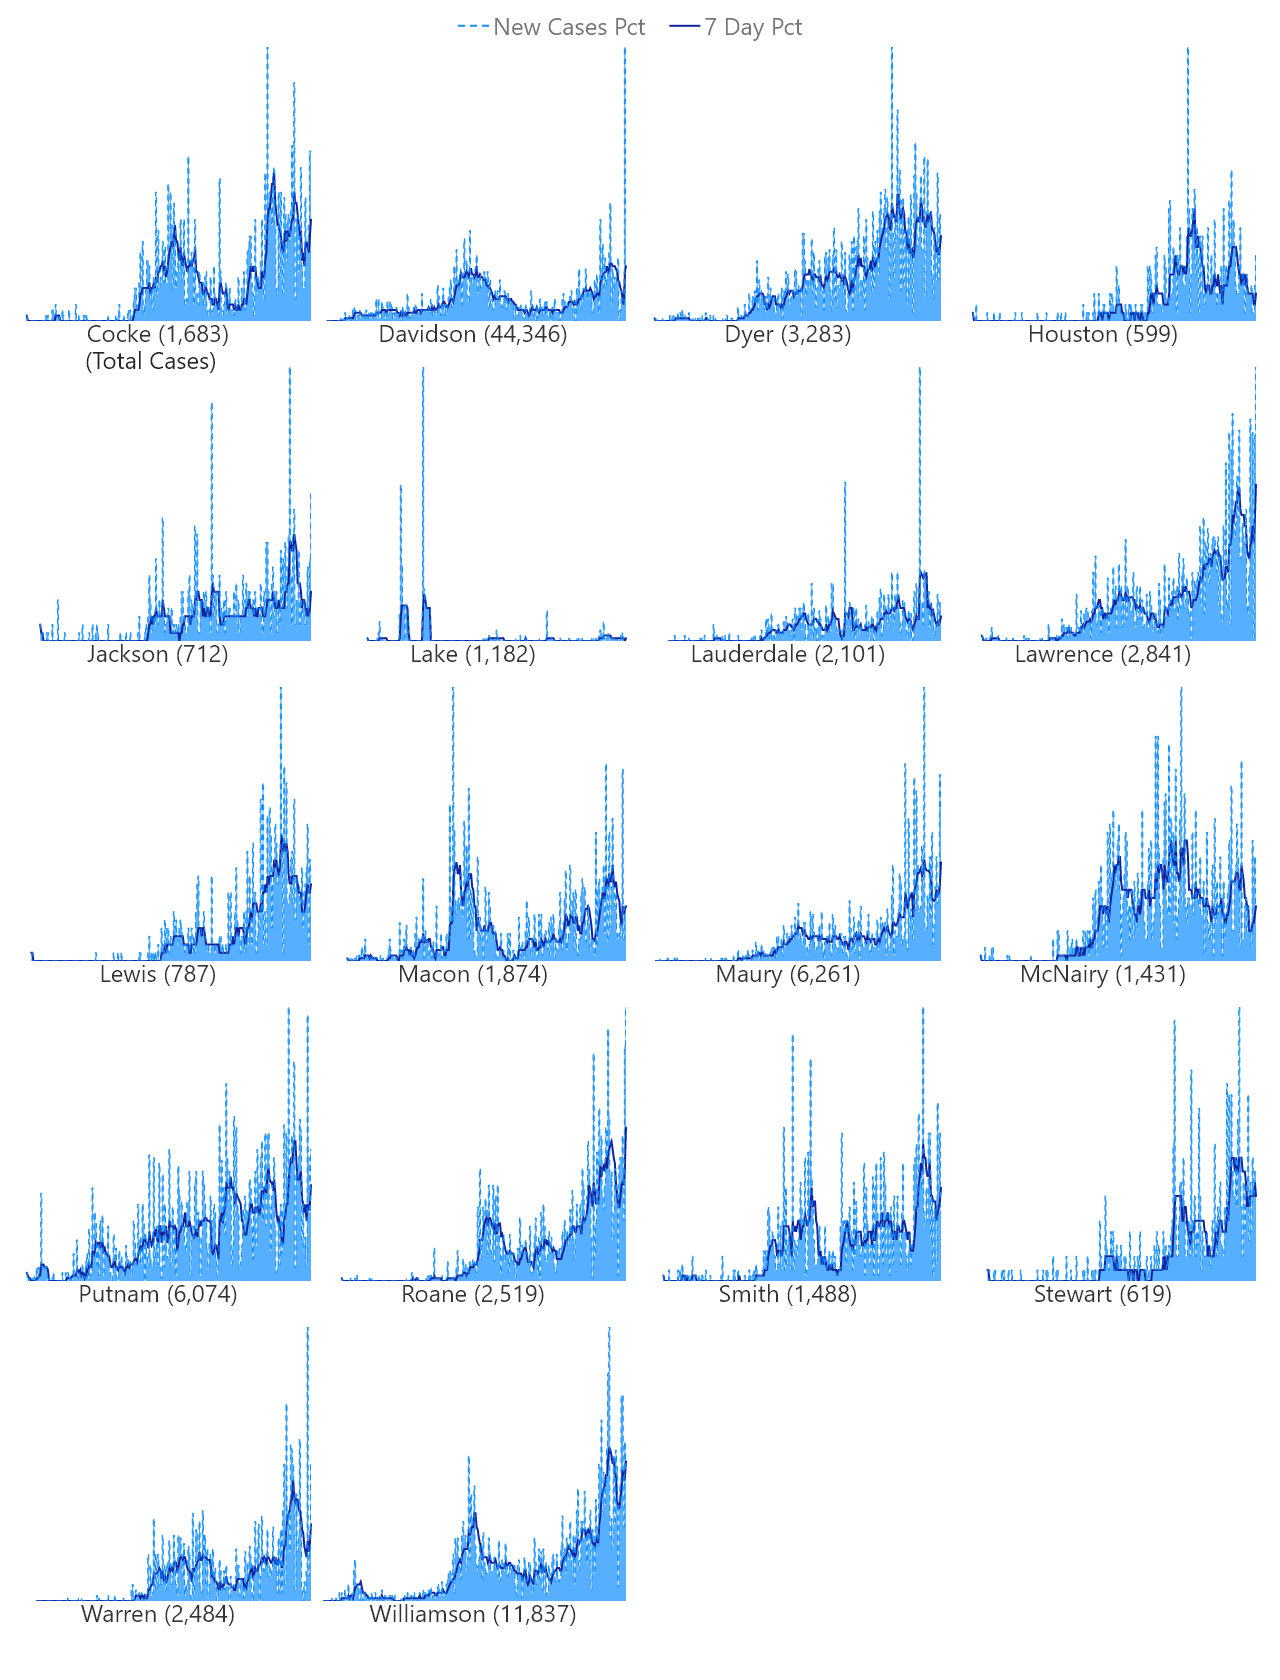 New Cases Pct 7 Day Pct
Cocke (1,683) Davidson (44,346) Dyer (3,283) Houston (599)
(Total Cases)
Jackson (712) Lake (1,182) Lauderdale (2,101) Lawrence (2,841)
Lewis (787) Macon (1,874) Maury (6,261) McNairy (1,431)
Putnam (6,074) Roane (2,519) Smith (1,488) Stewart (619)
Warren (2,484) Williamson (11,837)